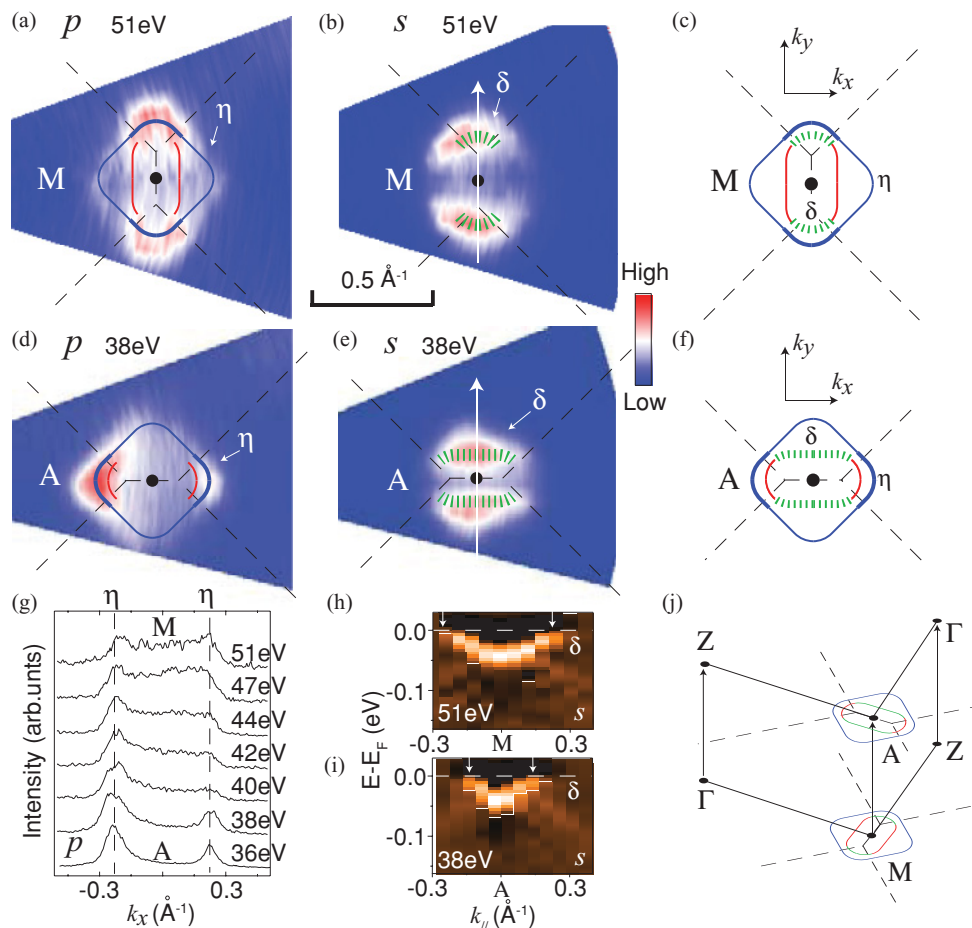 (a) p 51eV
η
M
(b) s 51eV
δ
M
0.5 Å⁻¹
High
Low
(c)
ky
kx
M
η
δ
(d) p 38eV
η
A
(e) s 38eV
δ
A
(f)
ky
kx
δ
A
η
(g)
η η
M
51eV
47eV
44eV
42eV
40eV
38eV
p A 36eV
Intensity (arb.units)
-0.3 0.3
kx (Å⁻¹)
(h)
0.0
δ
-0.1
51eV s
-0.3 M 0.3
E-EF (eV)
(i)
0.0
δ
-0.1
38eV s
-0.3 A 0.3
k// (Å⁻¹)
(j)
Γ
Z
A
Z
Γ
M